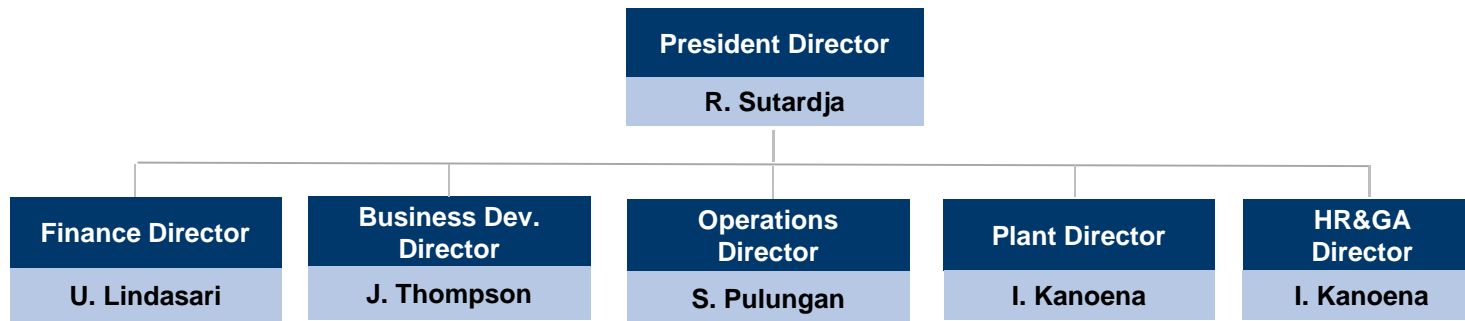 President Director
R. Sutardja
Finance Director
U. Lindasari
Business Dev.
Director
J. Thompson
Operations
Director
S. Pulungan
Plant Director
I. Kanoena
HR&GA
Director
I. Kanoena